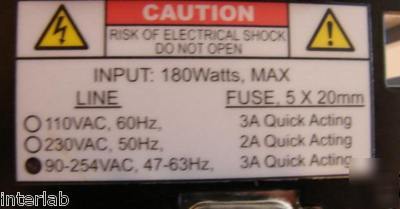 CAUTION
RISK OF ELECTRICAL SHOCK
DO NOT OPEN
INPUT: 180Watts, MAX
LINE FUSE, 5 X 20mm
110VAC, 60Hz, 3A Quick Acting
230VAC, 50Hz, 2A Quick Acting
90-254VAC, 47-63Hz, 3A Quick Acting
interlab